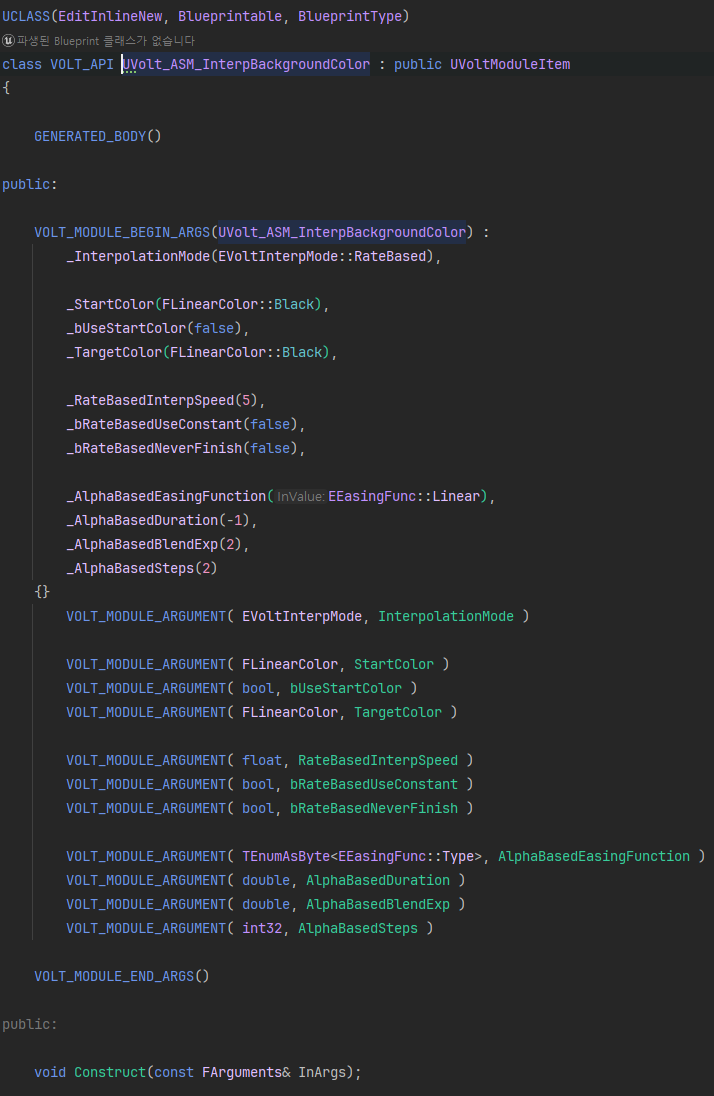 UCLASS(EditInlineNew, Blueprintable, BlueprintType)
파생된 Blueprint 클래스가 없습니다
class VOLT_API UVolt_ASM_InterpBackgroundColor : public UVoltModuleItem
{
GENERATED_BODY()
public:
VOLT_MODULE_BEGIN_ARGS(UVolt_ASM_InterpBackgroundColor) :
_InterpolationMode(EVoltInterpMode::RateBased),
_StartColor(FLinearColor::Black),
_bUseStartColor(false),
_TargetColor(FLinearColor::Black),
_RateBasedInterpSpeed(5),
_bRateBasedUseConstant(false),
_bRateBasedNeverFinish(false),
_AlphaBasedEasingFunction( InValue: EEasingFunc::Linear),
_AlphaBasedDuration(-1),
_AlphaBasedBlendExp(2),
_AlphaBasedSteps(2)
{}
VOLT_MODULE_ARGUMENT( EVoltInterpMode, InterpolationMode )
VOLT_MODULE_ARGUMENT( FLinearColor, StartColor )
VOLT_MODULE_ARGUMENT( bool, bUseStartColor )
VOLT_MODULE_ARGUMENT( FLinearColor, TargetColor )
VOLT_MODULE_ARGUMENT( float, RateBasedInterpSpeed )
VOLT_MODULE_ARGUMENT( bool, bRateBasedUseConstant )
VOLT_MODULE_ARGUMENT( bool, bRateBasedNeverFinish )
VOLT_MODULE_ARGUMENT( TEnumAsByte<EEasingFunc::Type>, AlphaBasedEasingFunction )
VOLT_MODULE_ARGUMENT( double, AlphaBasedDuration )
VOLT_MODULE_ARGUMENT( double, AlphaBasedBlendExp )
VOLT_MODULE_ARGUMENT( int32, AlphaBasedSteps )
VOLT_MODULE_END_ARGS()
public:
void Construct(const FArguments& InArgs);